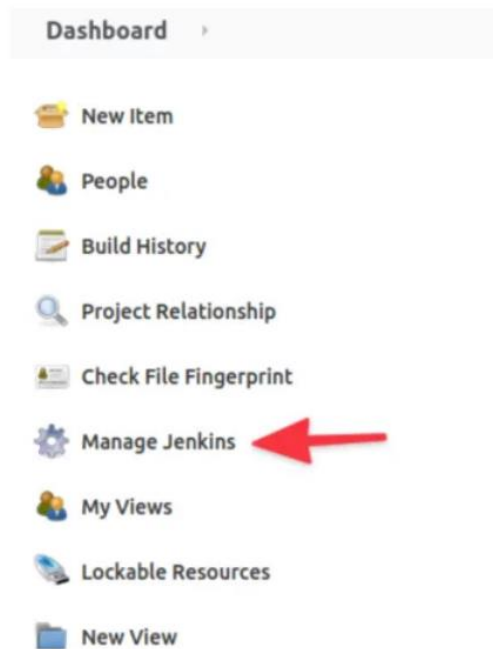 Dashboard
New Item
People
Build History
Project Relationship
Check File Fingerprint
Manage Jenkins
My Views
Lockable Resources
New View